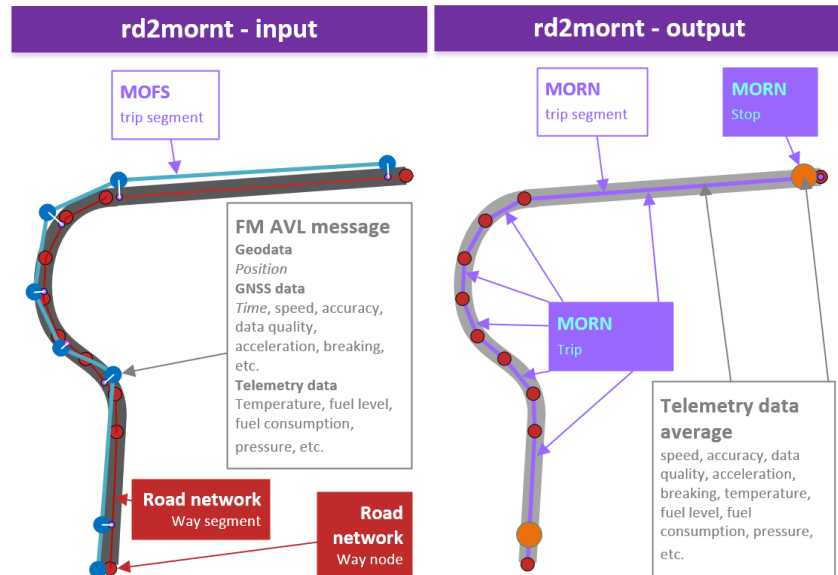 rd2mornt - input
MOFS
trip segment
FM AVL message
Geodata
Position
GNSS data
Time, speed, accuracy,
data quality,
acceleration, breaking,
etc.
Telemetry data
Temperature, fuel level,
fuel consumption,
pressure, etc.
Road network
Way segment
Road
network
Way node
rd2mornt - output
MORN
trip segment
MORN
Stop
MORN
Trip
Telemetry data
average
speed, accuracy, data
quality, acceleration,
breaking, temperature,
fuel level, fuel
consumption, pressure,
etc.